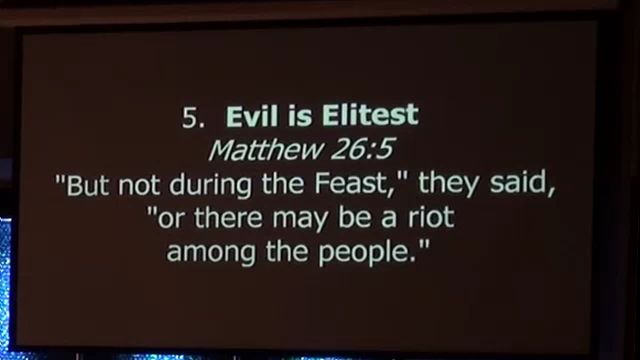 5. Evil is Elitest
Matthew 26:5
"But not during the Feast," they said,
"or there may be a riot
among the people."